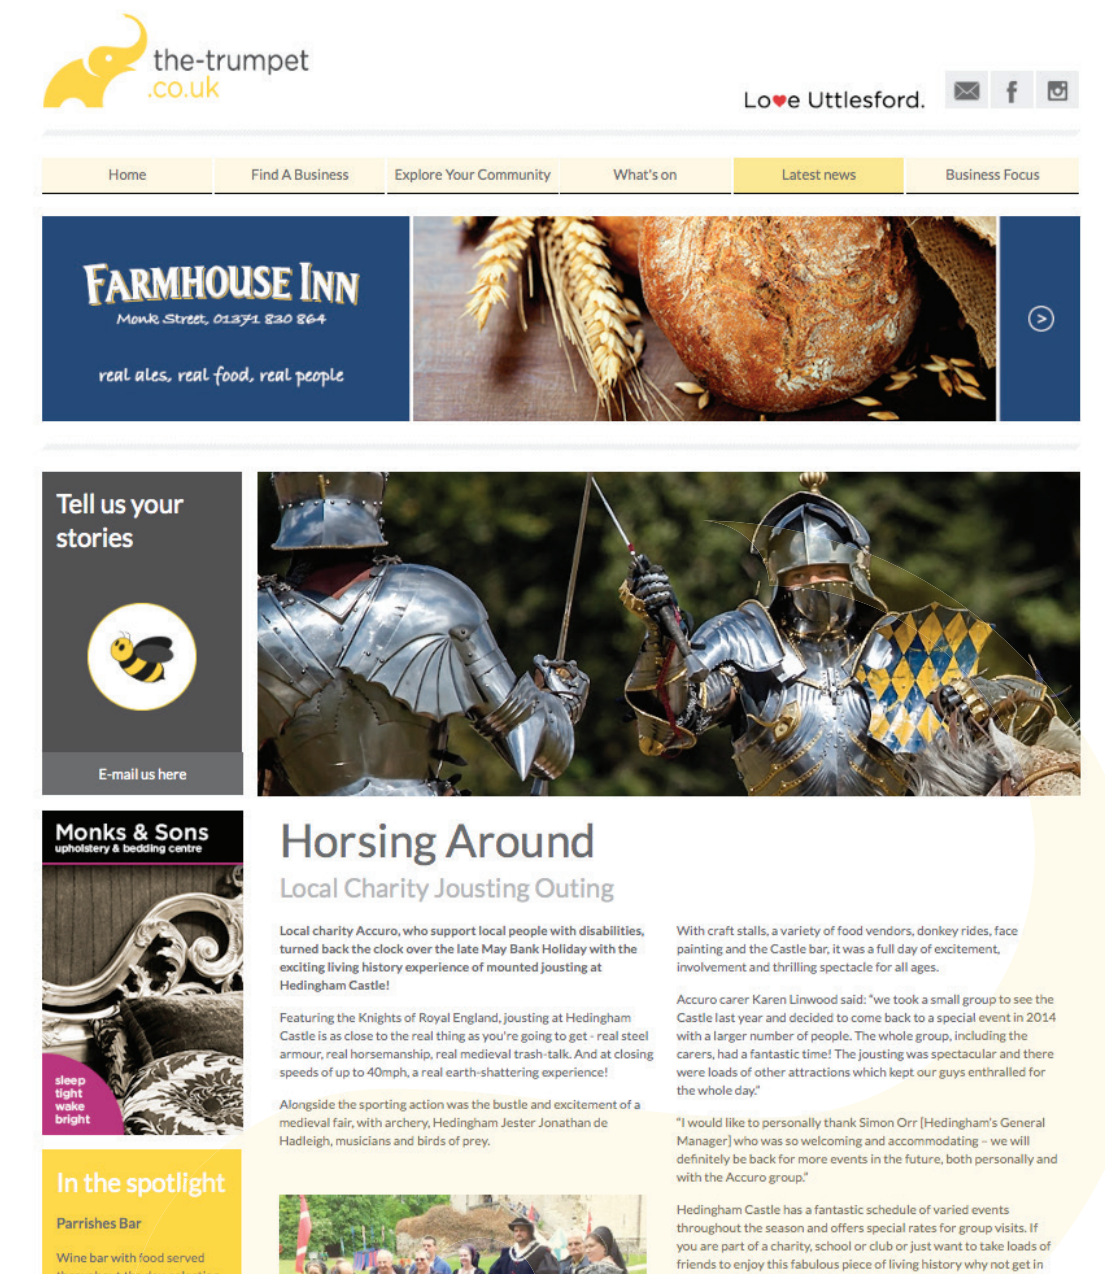 the-trumpet
.co.uk
Love Uttlesford.
Home
Find A Business
Explore Your Community
What's on
Latest news
Business Focus
FARMHOUSE INN
Monk Street, 01371 830 864
real ales, real food, real people
Tell us your
stories
E-mail us here
Monks & Sons
upholstery & bedding centre
sleep
tight
wake
bright
In the spotlight
Parrishes Bar
Wine bar with food served
Horsing Around
Local Charity Jousting Outing
Local charity Accuro, who support local people with disabilities,
turned back the clock over the late May Bank Holiday with the
exciting living history experience of mounted jousting at
Hedingham Castle!
Featuring the Knights of Royal England, jousting at Hedingham
Castle is as close to the real thing as you're going to get - real steel
armour, real horsemanship, real medieval trash-talk. And at closing
speeds of up to 40mph, a real earth-shattering experience!
Alongside the sporting action was the bustle and excitement of a
medieval fair, with archery, Hedingham Jester Jonathan de
Hadleigh, musicians and birds of prey.
With craft stalls, a variety of food vendors, donkey rides, face
painting and the Castle bar, it was a full day of excitement,
involvement and thrilling spectacle for all ages.
Accuro carer Karen Linwood said: "we took a small group to see the
Castle last year and decided to come back to a special event in 2014
with a larger number of people. The whole group, including the
carers, had a fantastic time! The jousting was spectacular and there
were loads of other attractions which kept our guys enthralled for
the whole day."
"I would like to personally thank Simon Orr [Hedingham's General
Manager] who was so welcoming and accommodating – we will
definitely be back for more events in the future, both personally and
with the Accuro group."
Hedingham Castle has a fantastic schedule of varied events
throughout the season and offers special rates for group visits. If
you are part of a charity, school or club or just want to take loads of
friends to enjoy this fabulous piece of living history why not get in